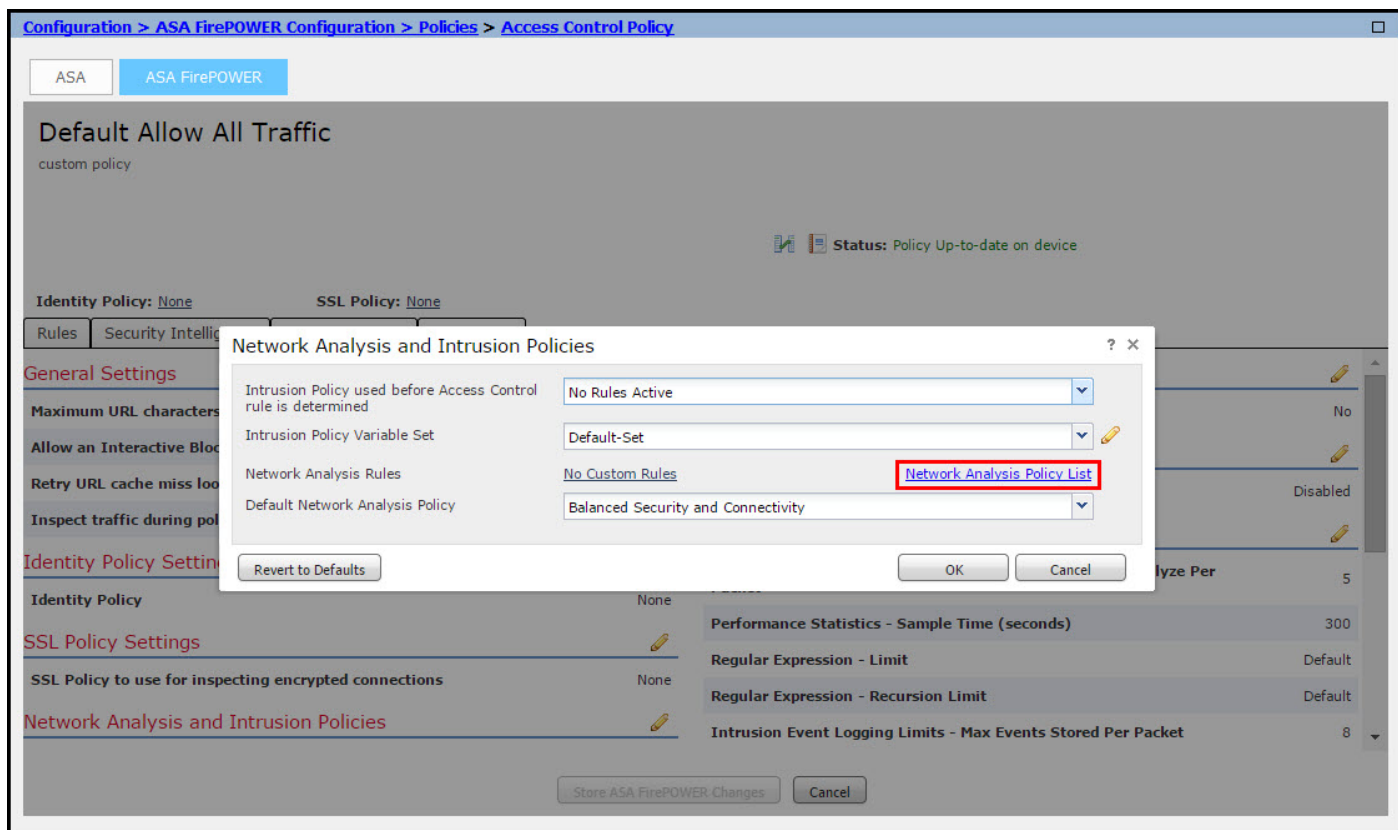 Configuration > ASA FirePOWER Configuration > Policies > Access Control Policy
ASA
ASA FirePOWER
Default Allow All Traffic
custom policy
Status: Policy Up-to-date on device
Identity Policy: None
SSL Policy: None
Rules
Security Intellig
Network Analysis and Intrusion Policies
? ×
Intrusion Policy used before Access Control
rule is determined
No Rules Active
Intrusion Policy Variable Set
Default-Set
Network Analysis Rules
No Custom Rules
Network Analysis Policy List
Default Network Analysis Policy
Balanced Security and Connectivity
Revert to Defaults
OK
Cancel
General Settings
Maximum URL characters
No
Allow an Interactive Bloc
Retry URL cache miss loo
Disabled
Inspect traffic during pol
Identity Policy Settin
lyze Per
5
Identity Policy
None
SSL Policy Settings
SSL Policy to use for inspecting encrypted connections
None
Network Analysis and Intrusion Policies
Performance Statistics - Sample Time (seconds)
300
Regular Expression - Limit
Default
Regular Expression - Recursion Limit
Default
Intrusion Event Logging Limits - Max Events Stored Per Packet
8
Store ASA FirePOWER Changes
Cancel